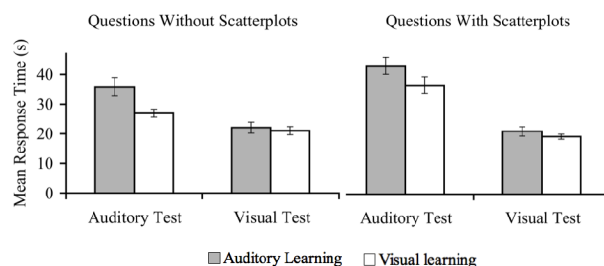 Questions Without Scatterplots
Questions With Scatterplots
Mean Response Time (s)
40
30
20
10
0
Auditory Test
Visual Test
Auditory Test
Visual Test
Auditory Learning
Visual learning